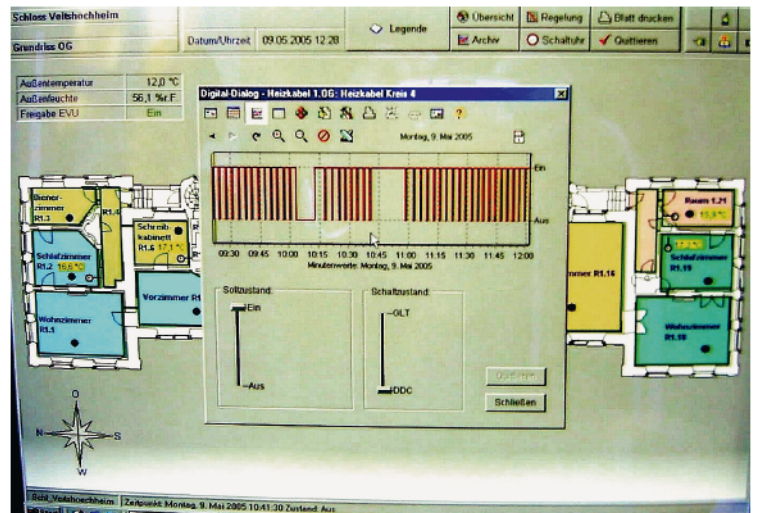 Schloss Veitshochheim
Grundriss OG
Datum/Uhrzeit 09.05.2005 12:28
Legende
Übersicht
Regelung
Blatt drucken
Archiv
Schaltuhr
Quittieren
Außentemperatur 12,0 °C
Außenfeuchte 56,1 %r.F.
Freigabe EVU Ein
Digital-Dialog - Heizkabel 1.OG: Heizkabel Kreis 4
Montag, 9. Mai 2005
Ein
Aus
09:30 09:45 10:00 10:15 10:30 10:45 11:00 11:15 11:30 11:45 12:00
Minutenwerte: Montag, 9. Mai 2005
Sollzustand
Ein
Aus
Schaltzustand
GLT
DDC
Quittieren
Schließen
Diener-
zimmer
R1.3
R1.4
Schreib-
kabinett
R1.6 17,1 °C
Schlafzimmer
R1.2 16,6 °C
Vorzimmer R1
Wohnzimmer
R1.1
mmer R1.16
Raum 1.21
Schlafzimmer
R1.19
Wohnzimmer
R1.18
O
N
S
W
Schl_Veitshoechheim
Zeitpunkt: Montag, 9. Mai 2005 10:41:30 Zustand: Aus